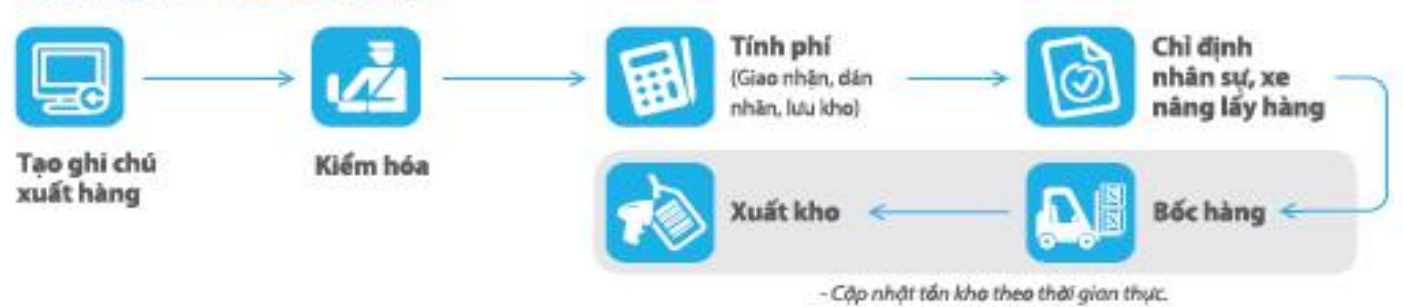 Tạo ghi chú
xuất hàng
Kiểm hóa
Tính phí
(Giao nhận, dán
nhãn, lưu kho)
Chỉ định
nhân sự, xe
nâng lấy hàng
Bốc hàng
Xuất kho
- Cập nhật tồn kho theo thời gian thực.